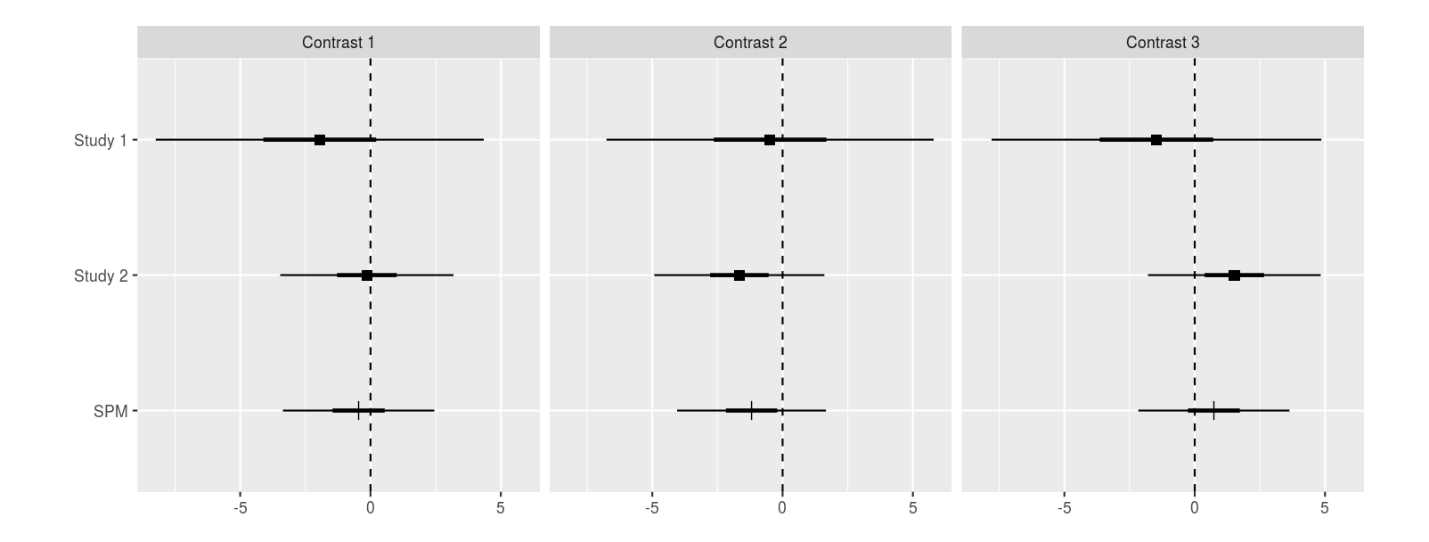 Contrast 1
Contrast 2
Contrast 3
Study 1
Study 2
SPM
-5 0 5
-5 0 5
-5 0 5